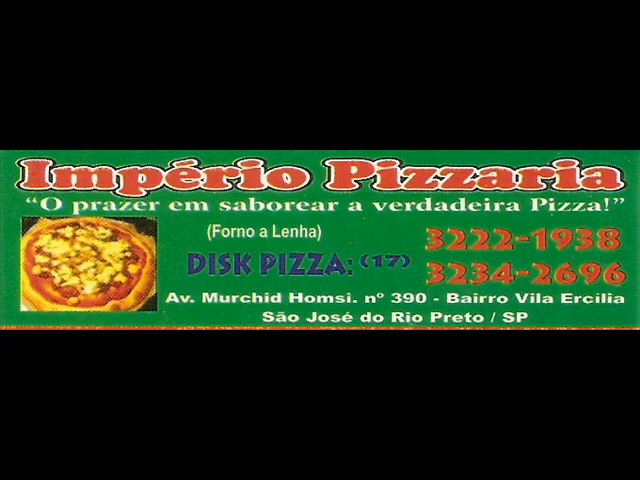 Império Pizzaria
"O prazer em saborear a verdadeira Pizza!"
(Forno a Lenha)
DISK PIZZA: (17) 3222-1938
3234-2696
Av. Murchid Homsi. nº 390 - Bairro Vila Ercília
São José do Rio Preto / SP